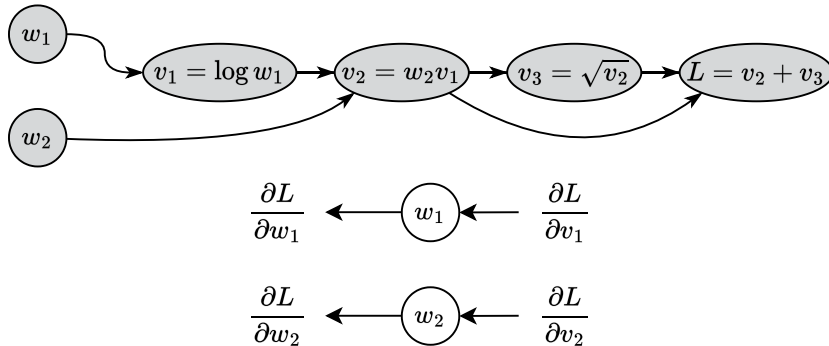 w₁
v₁ = log w₁ v₂ = w₂v₁ v₃ = √v₂ L = v₂ + v₃
w₂
∂L/∂w₁ w₁ ∂L/∂v₁
∂L/∂w₂ w₂ ∂L/∂v₂